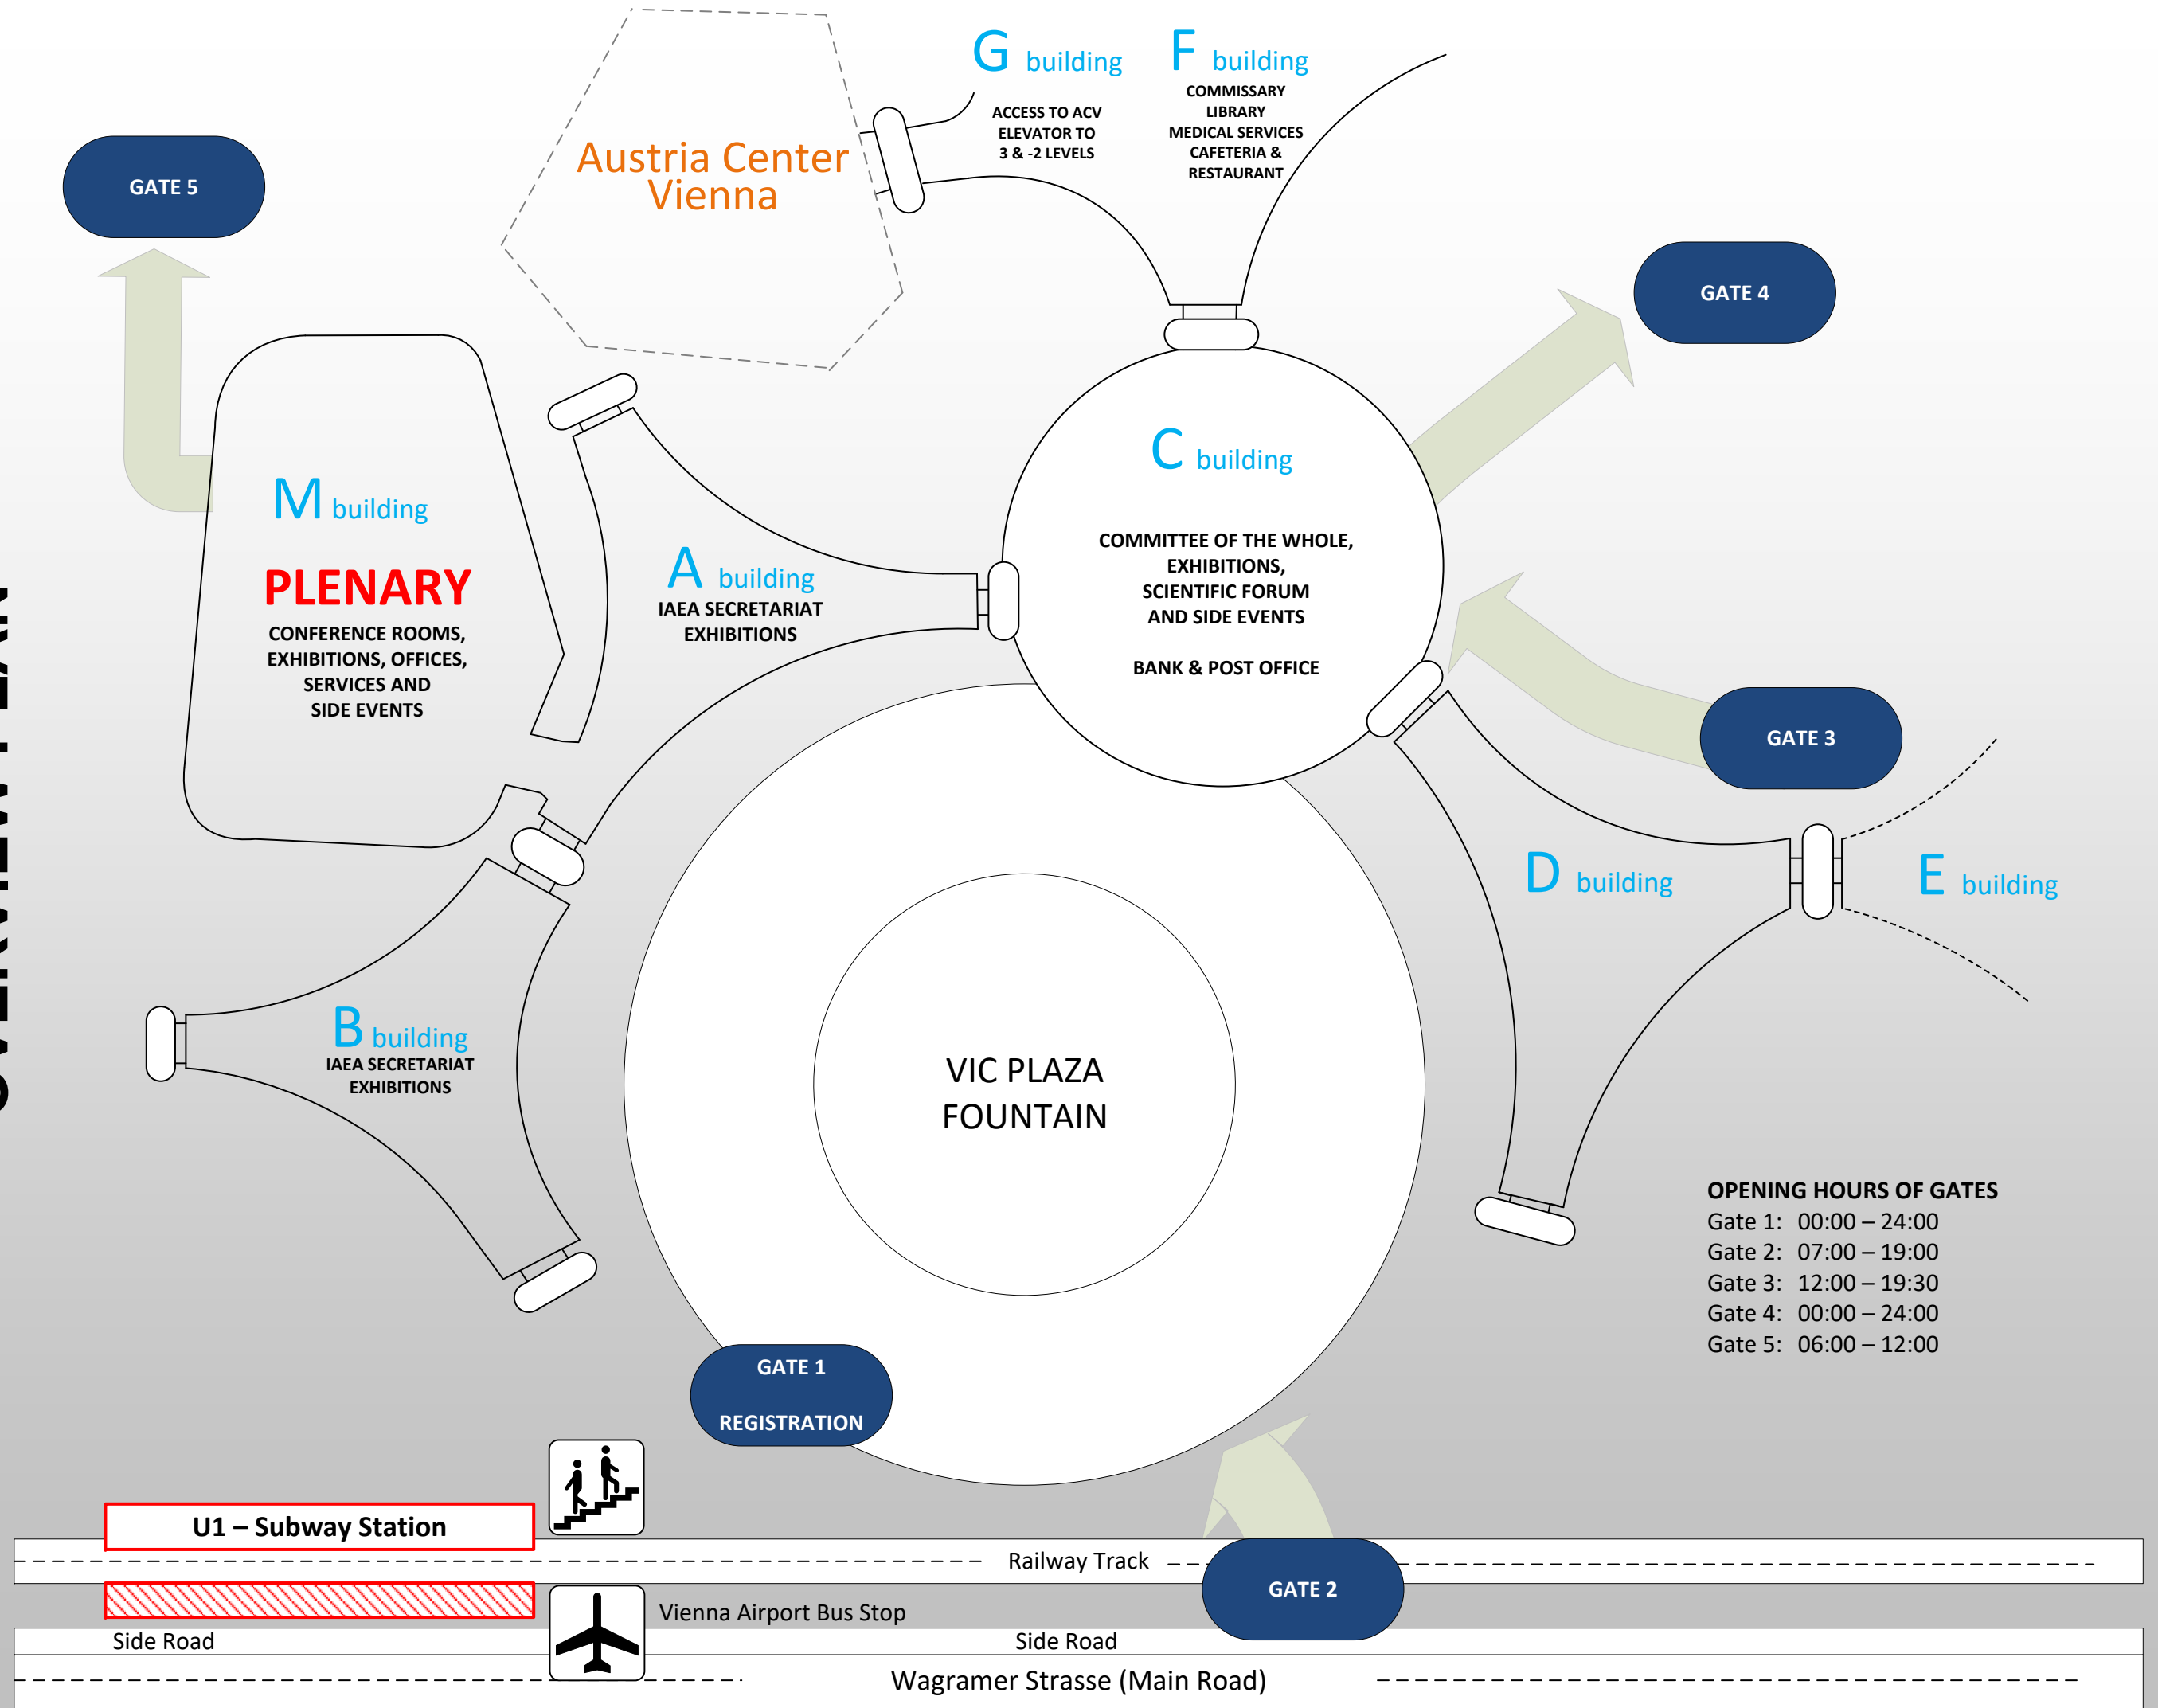 OVERVIEW PLAN
G building
ACCESS TO ACV
ELEVATOR TO
3 & -2 LEVELS
F building
COMMISSARY
LIBRARY
MEDICAL SERVICES
CAFETERIA &
RESTAURANT
Austria Center
Vienna
GATE 5
GATE 4
C building
COMMITTEE OF THE WHOLE,
EXHIBITIONS,
SCIENTIFIC FORUM
AND SIDE EVENTS
BANK & POST OFFICE
M building
PLENARY
CONFERENCE ROOMS,
EXHIBITIONS, OFFICES,
SERVICES AND
SIDE EVENTS
A building
IAEA SECRETARIAT
EXHIBITIONS
GATE 3
D building
E building
B building
IAEA SECRETARIAT
EXHIBITIONS
VIC PLAZA
FOUNTAIN
OPENING HOURS OF GATES
Gate 1: 00:00 – 24:00
Gate 2: 07:00 – 19:00
Gate 3: 12:00 – 19:30
Gate 4: 00:00 – 24:00
Gate 5: 06:00 – 12:00
GATE 1
REGISTRATION
U1 – Subway Station
Railway Track
GATE 2
Vienna Airport Bus Stop
Side Road
Side Road
Wagramer Strasse (Main Road)